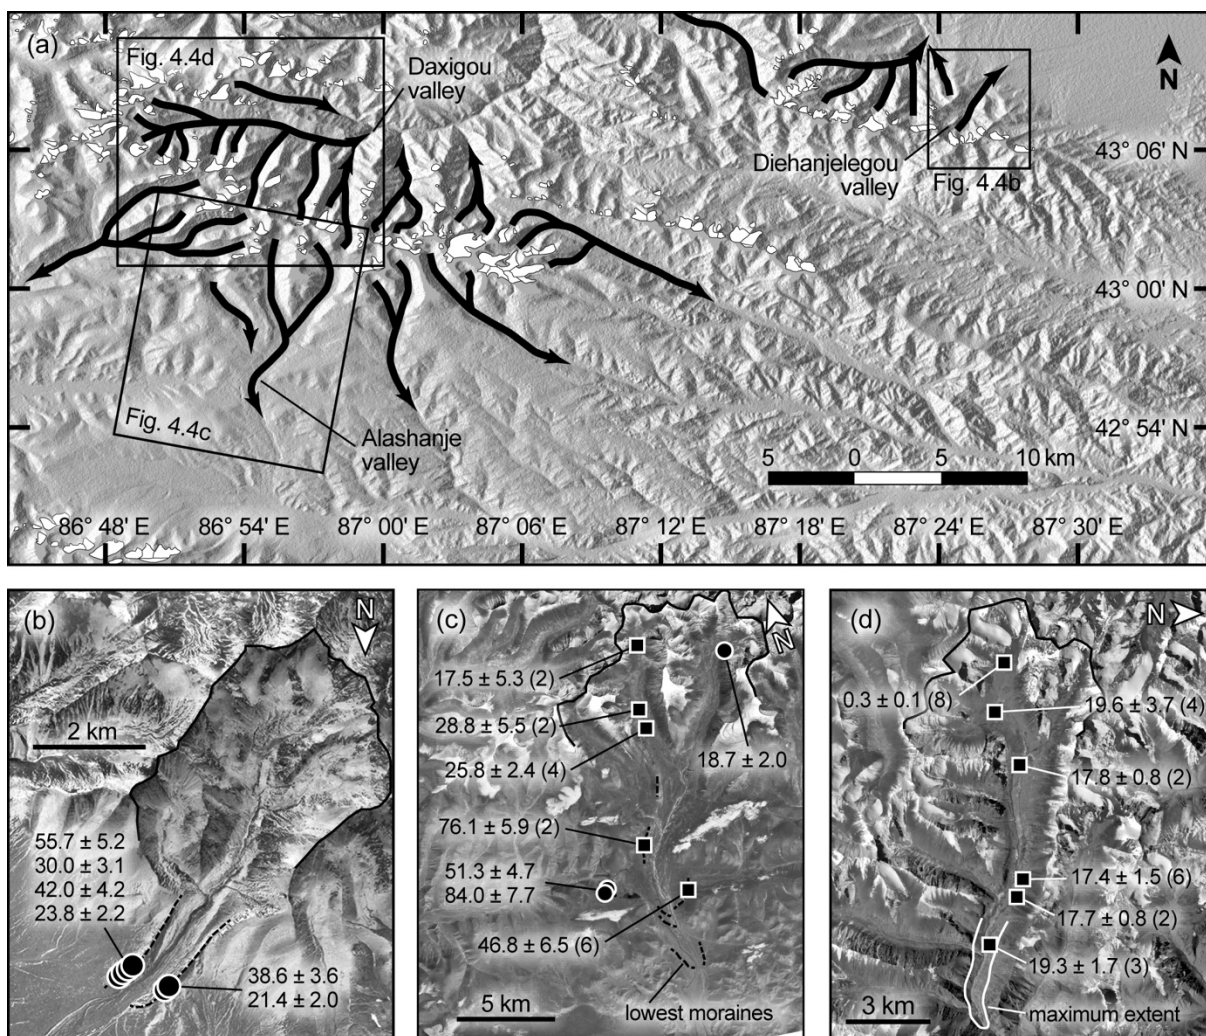 (a)
Fig. 4.4d
Daxigou
valley
N
Diehanjelegou
valley
Fig. 4.4b
43° 06' N
43° 00' N
42° 54' N
Fig. 4.4c
Alashanje
valley
5 0 5 10 km
86° 48' E 86° 54' E 87° 00' E 87° 06' E 87° 12' E 87° 18' E 87° 24' E 87° 30' E
(b)
N
2 km
55.7 ± 5.2
30.0 ± 3.1
42.0 ± 4.2
23.8 ± 2.2
38.6 ± 3.6
21.4 ± 2.0
(c)
N
17.5 ± 5.3 (2)
28.8 ± 5.5 (2)
25.8 ± 2.4 (4)
18.7 ± 2.0
76.1 ± 5.9 (2)
51.3 ± 4.7
84.0 ± 7.7
46.8 ± 6.5 (6)
lowest moraines
5 km
(d)
N
0.3 ± 0.1 (8)
19.6 ± 3.7 (4)
17.8 ± 0.8 (2)
17.4 ± 1.5 (6)
17.7 ± 0.8 (2)
19.3 ± 1.7 (3)
maximum extent
3 km